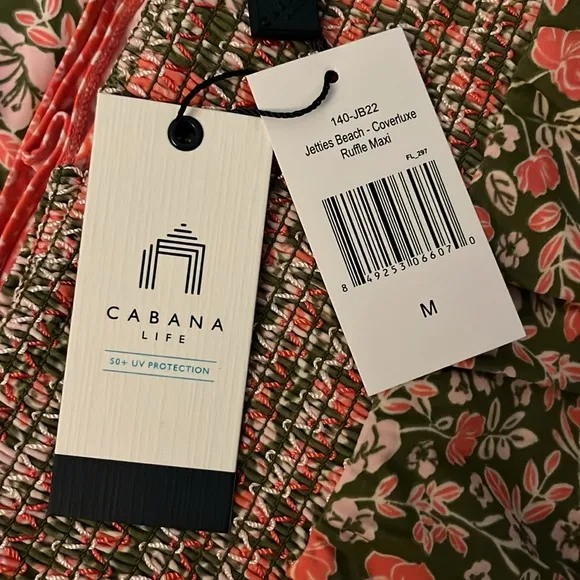 CABANA
LIFE
50+ UV PROTECTION
140-JB22
Jetties Beach - Coverluxe
Ruffle Maxi
FL_297
8 49253 06607 0
M